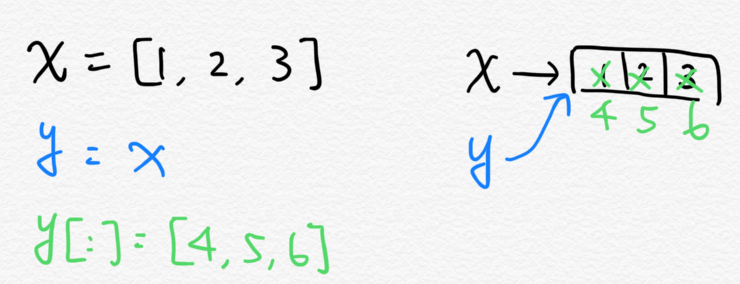 x = [1, 2, 3]
y = x
y[:] = [4, 5, 6]
x → 1 2 3
4 5 6
y